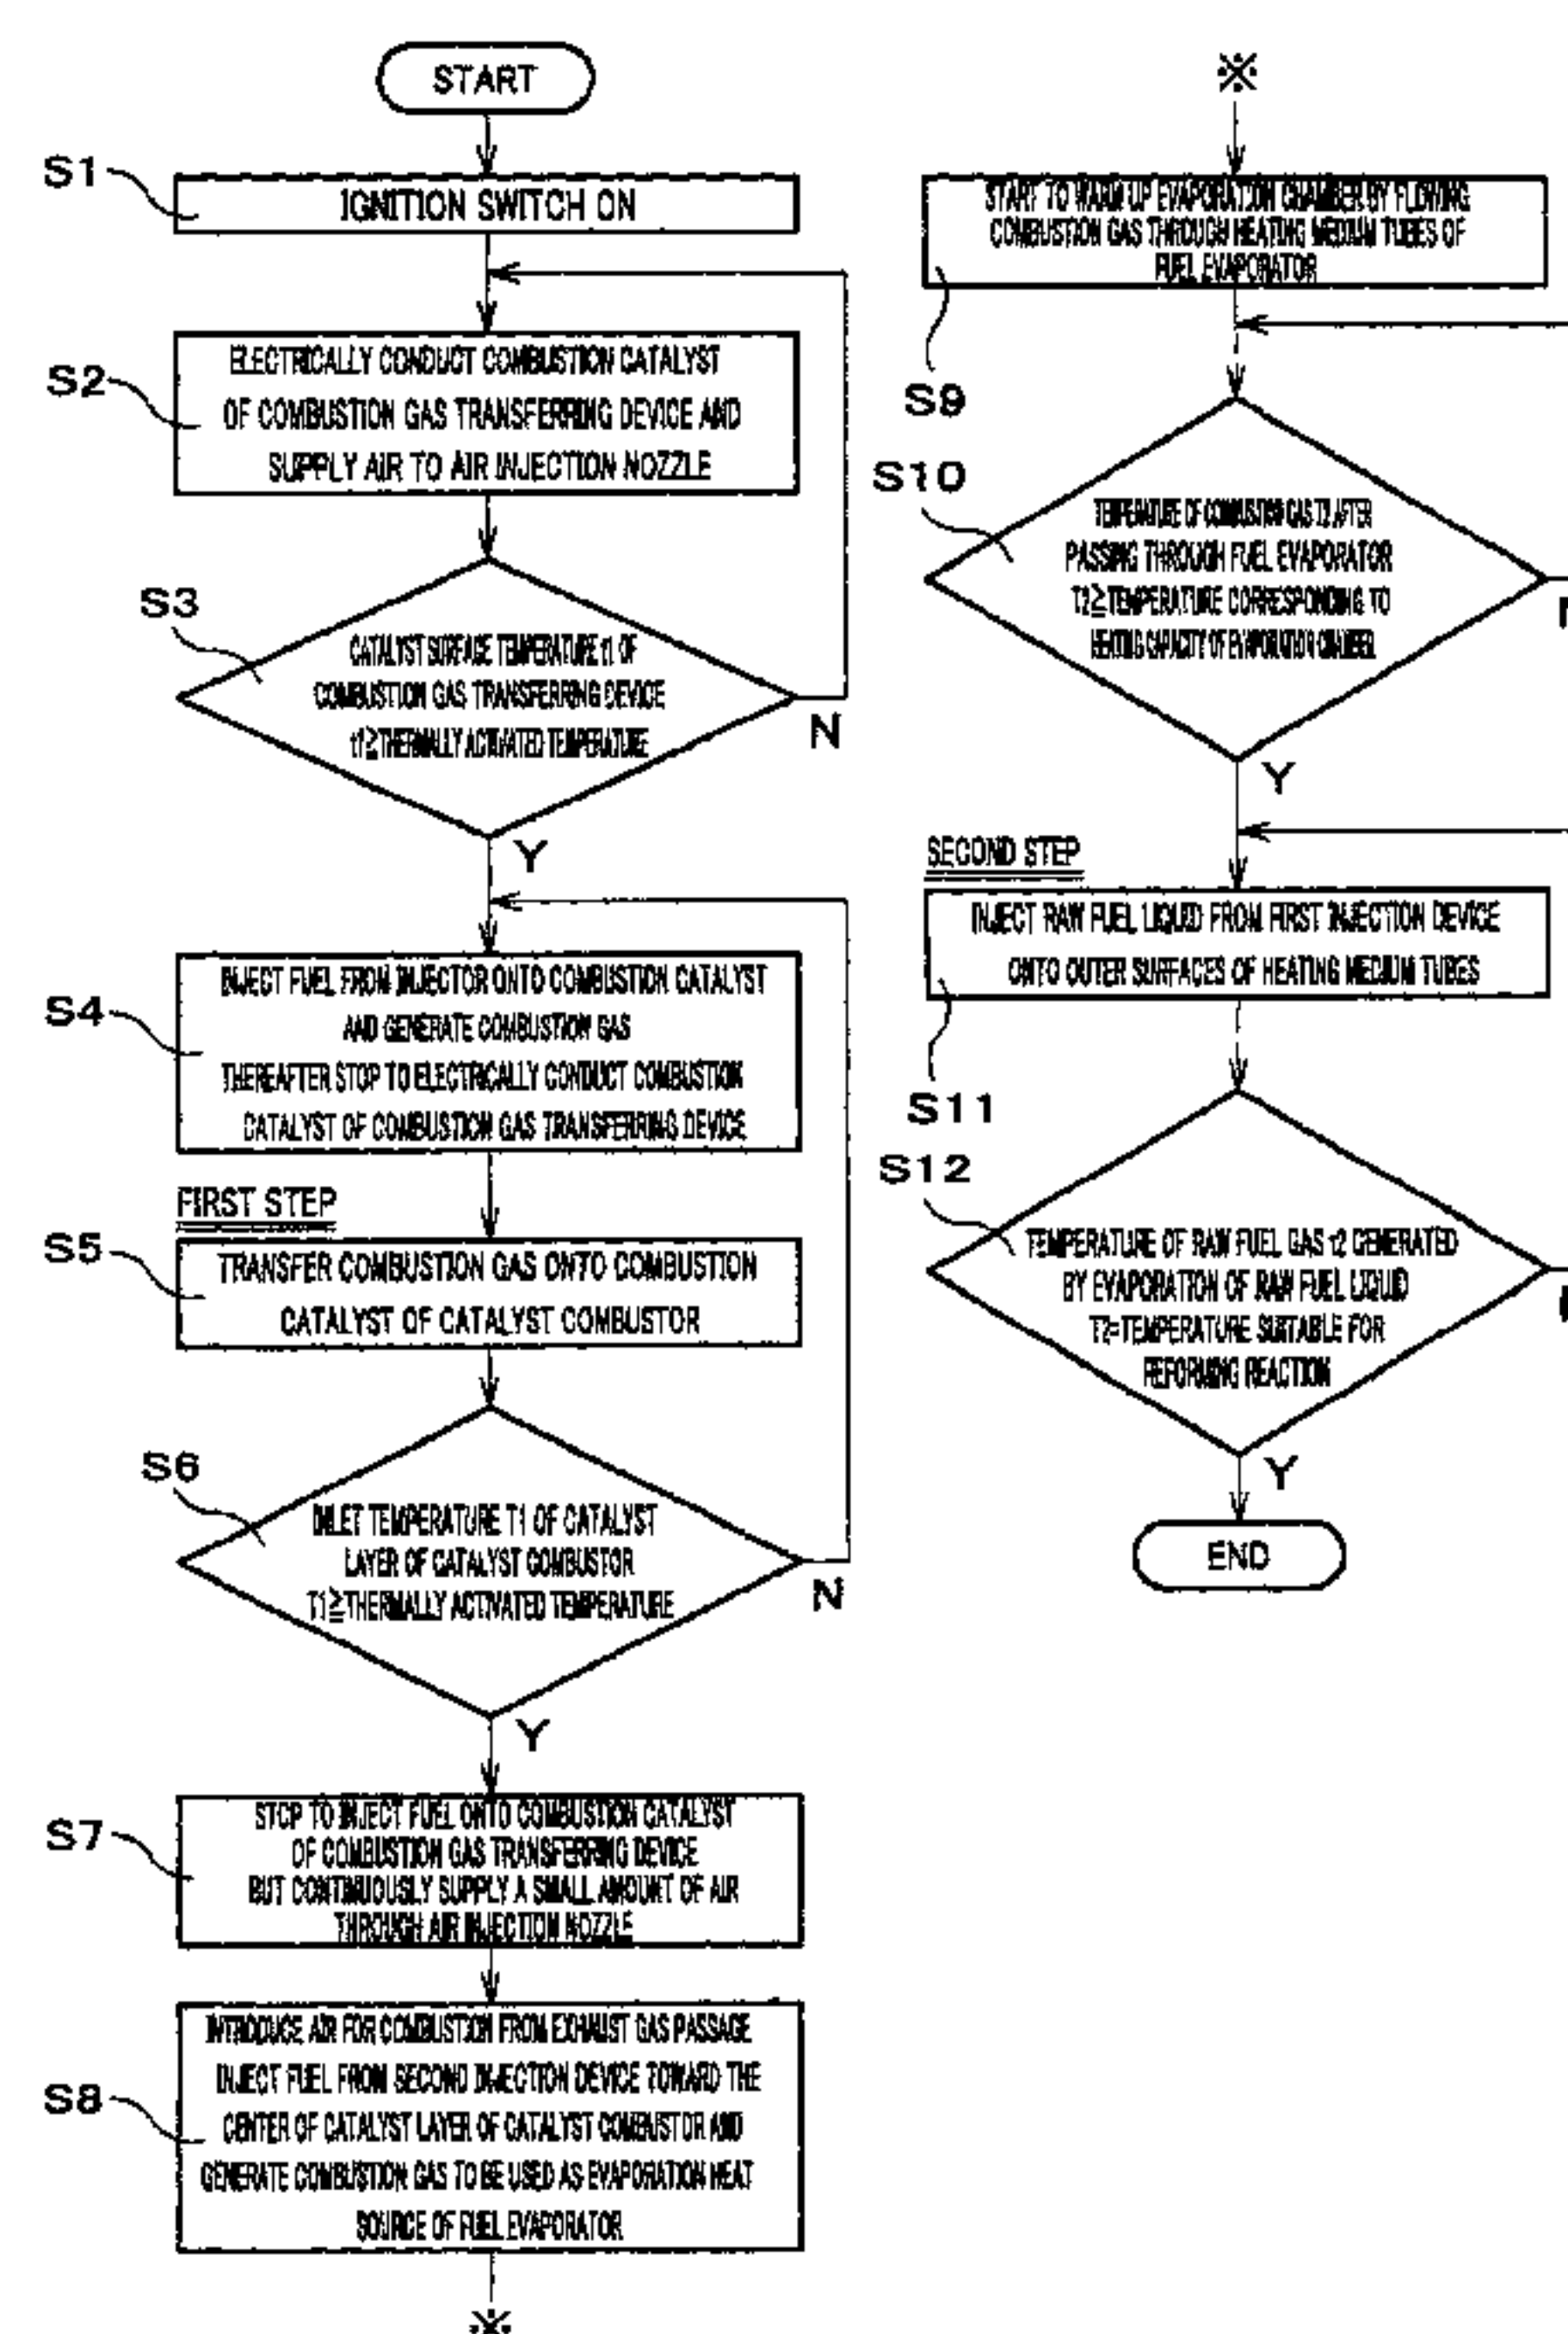 START
S1
IGNITION SWITCH ON
S2
ELECTRICALLY CONDUCT COMBUSTION CATALYST
OF COMBUSTION GAS TRANSFERRING DEVICE AND
SUPPLY AIR TO AIR INJECTION NOZZLE
S3
CATALYST SURFACE TEMPERATURE t1 OF
COMBUSTION GAS TRANSFERRING DEVICE
t1≧THERMALLY ACTIVATED TEMPERATURE
N
Y
S4
INJECT FUEL FROM INJECTOR ONTO COMBUSTION CATALYST
AND GENERATE COMBUSTION GAS
THEREAFTER STOP TO ELECTRICALLY CONDUCT COMBUSTION
CATALYST OF COMBUSTION GAS TRANSFERRING DEVICE
FIRST STEP
S5
TRANSFER COMBUSTION GAS ONTO COMBUSTION
CATALYST OF CATALYST COMBUSTOR
S6
INLET TEMPERATURE T1 OF CATALYST
LAYER OF CATALYST COMBUSTOR
T1≧THERMALLY ACTIVATED TEMPERATURE
N
Y
S7
STOP TO INJECT FUEL ONTO COMBUSTION CATALYST
OF COMBUSTION GAS TRANSFERRING DEVICE
BUT CONTINUOUSLY SUPPLY A SMALL AMOUNT OF AIR
THROUGH AIR INJECTION NOZZLE
S8
INTRODUCE AIR FOR COMBUSTION FROM EXHAUST GAS PASSAGE
INJECT FUEL FROM SECOND INJECTION DEVICE TOWARD THE
CENTER OF CATALYST LAYER OF CATALYST COMBUSTOR AND
GENERATE COMBUSTION GAS TO BE USED AS EVAPORATION HEAT
SOURCE OF FUEL EVAPORATOR
※
※
START TO WARM UP EVAPORATION CHAMBER BY FLOWING
COMBUSTION GAS THROUGH HEATING MEDIUM TUBES OF
FUEL EVAPORATOR
S9
S10
TEMPERATURE OF COMBUSTION GAS T2 AFTER
PASSING THROUGH FUEL EVAPORATOR
T2≧TEMPERATURE CORRESPONDING TO
HEATING CAPACITY OF EVAPORATION CHAMBER
Y
SECOND STEP
INJECT RAW FUEL LIQUID FROM FIRST INJECTION DEVICE
ONTO OUTER SURFACES OF HEATING MEDIUM TUBES
S11
S12
TEMPERATURE OF RAW FUEL GAS t2 GENERATED
BY EVAPORATION OF RAW FUEL LIQUID
T2=TEMPERATURE SUITABLE FOR
REFORMING REACTION
Y
END